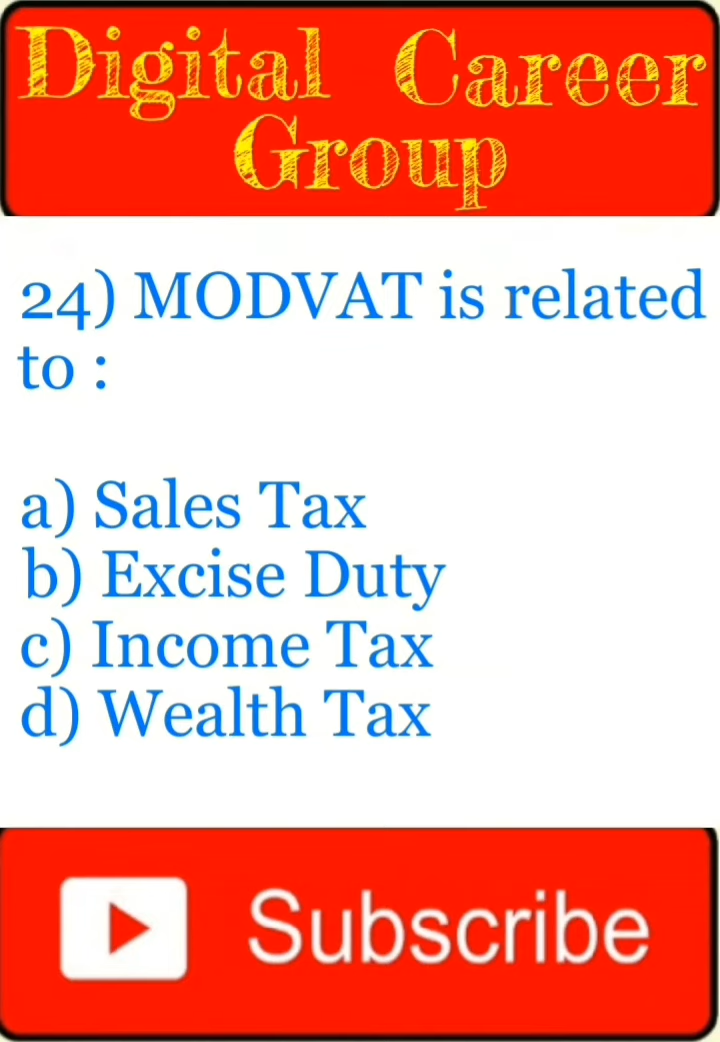 Digital Career
Group
24) MODVAT is related
to :
a) Sales Tax
b) Excise Duty
c) Income Tax
d) Wealth Tax
Subscribe